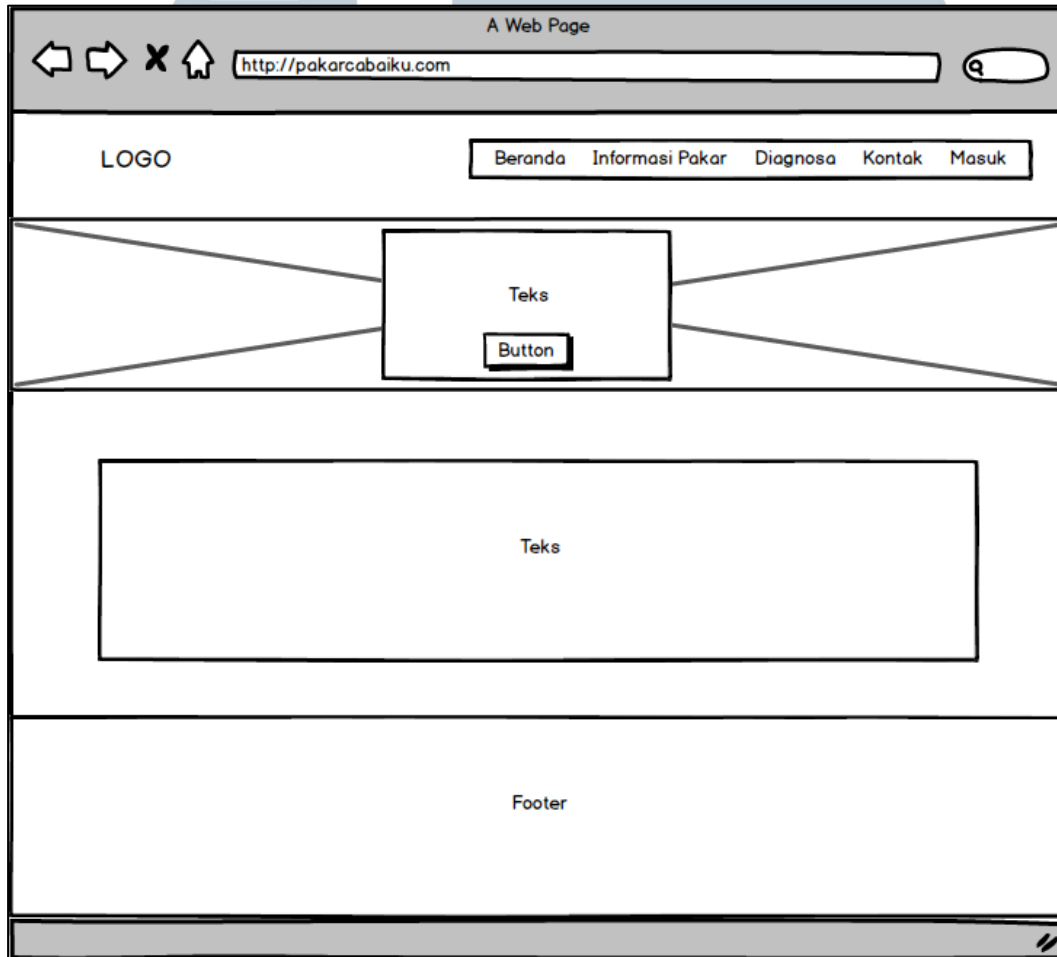 A Web Page
http://pakarcabaiku.com
LOGO
Beranda Informasi Pakar Diagnosa Kontak Masuk
Teks
Button
Teks
Footer